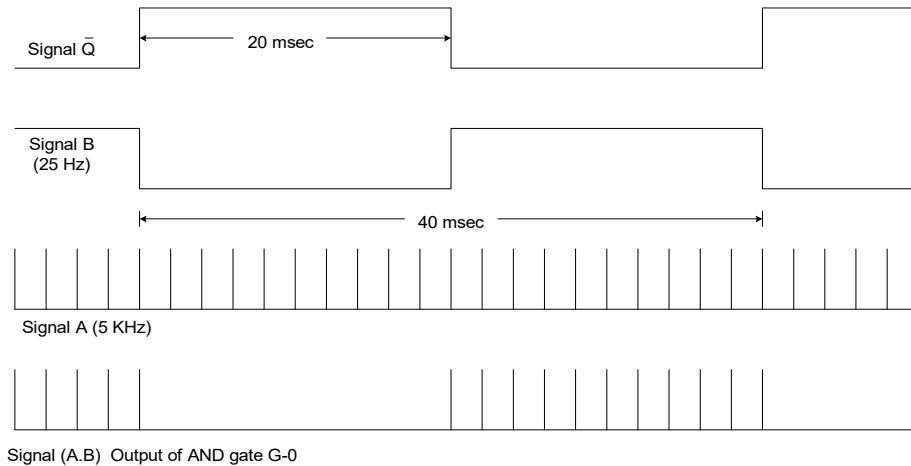 Signal Q̄
20 msec
Signal B
(25 Hz)
40 msec
Signal A (5 KHz)
Signal (A.B) Output of AND gate G-0